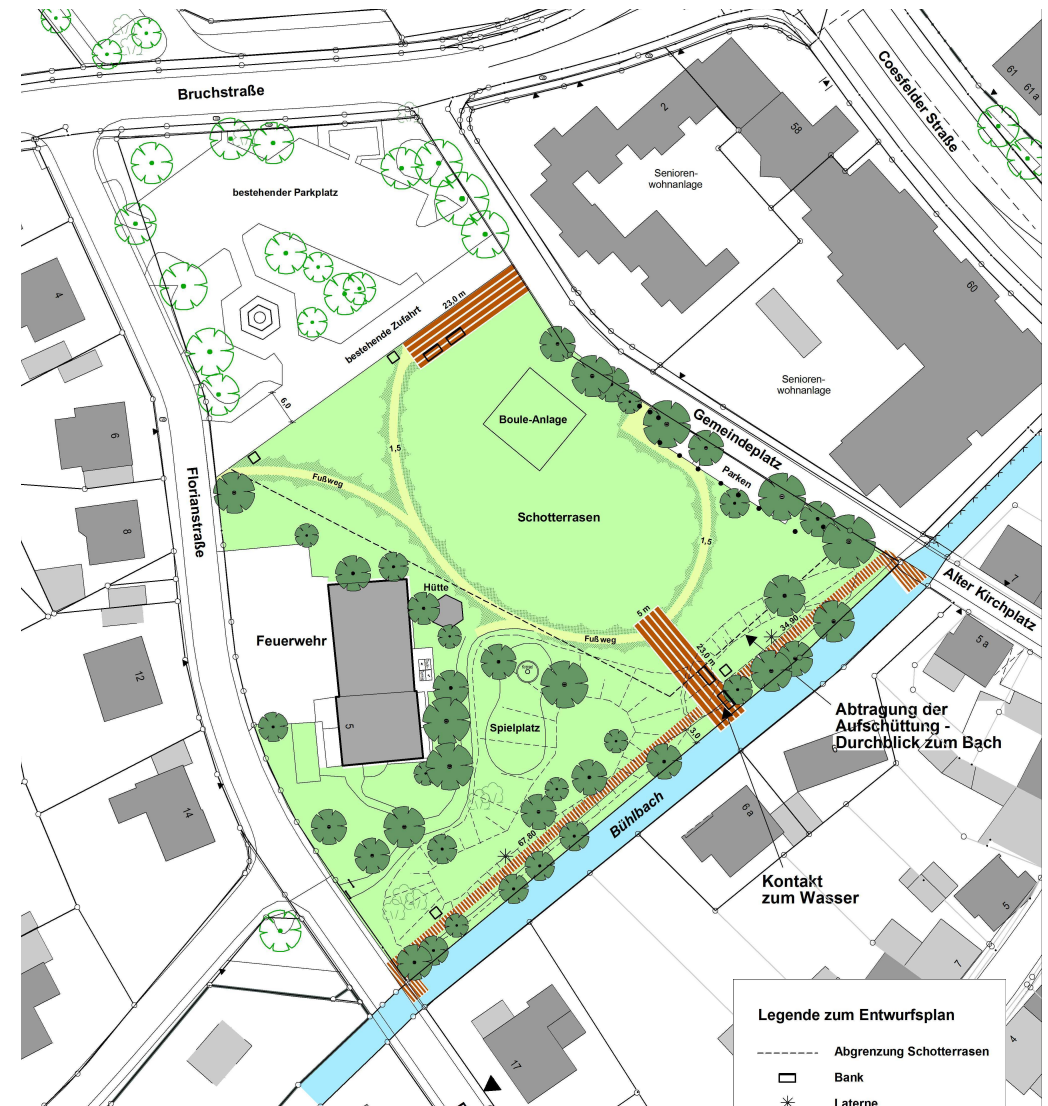 Bruchstraße
Coesfelder Straße
61
61 a
2
58
Senioren-
wohnanlage
bestehender Parkplatz
60
4
23,0 m
bestehende Zufahrt
Senioren-
wohnanlage
6,0
Boule-Anlage
Gemeindeplatz
6
1,5
Parken
Fußweg
Florianstraße
Schotterrasen
8
1,5
Alter Kirchplatz
7
Hütte
5 m
34,90
Feuerwehr
Fußweg
5 a
23,0 m
12
Abtragung der
Aufschüttung -
Durchblick zum Bach
5
Spielplatz
3,0
14
Bühlbach
6 a
67,80
Kontakt
zum Wasser
5
7
17
4
Legende zum Entwurfsplan
Abgrenzung Schotterrasen
Bank
Laterne